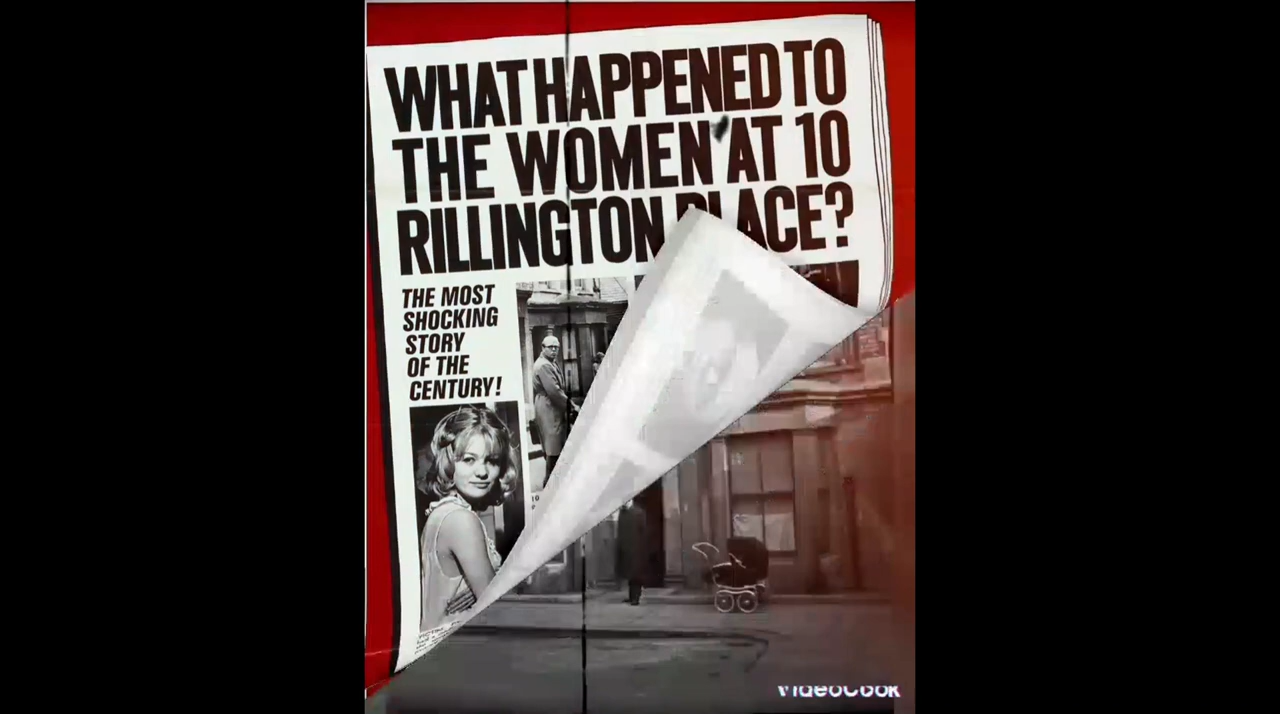 WHAT HAPPENED TO
THE WOMEN AT 10
RILLINGTON PLACE?
THE MOST
SHOCKING
STORY
OF THE
CENTURY!
VideoCook